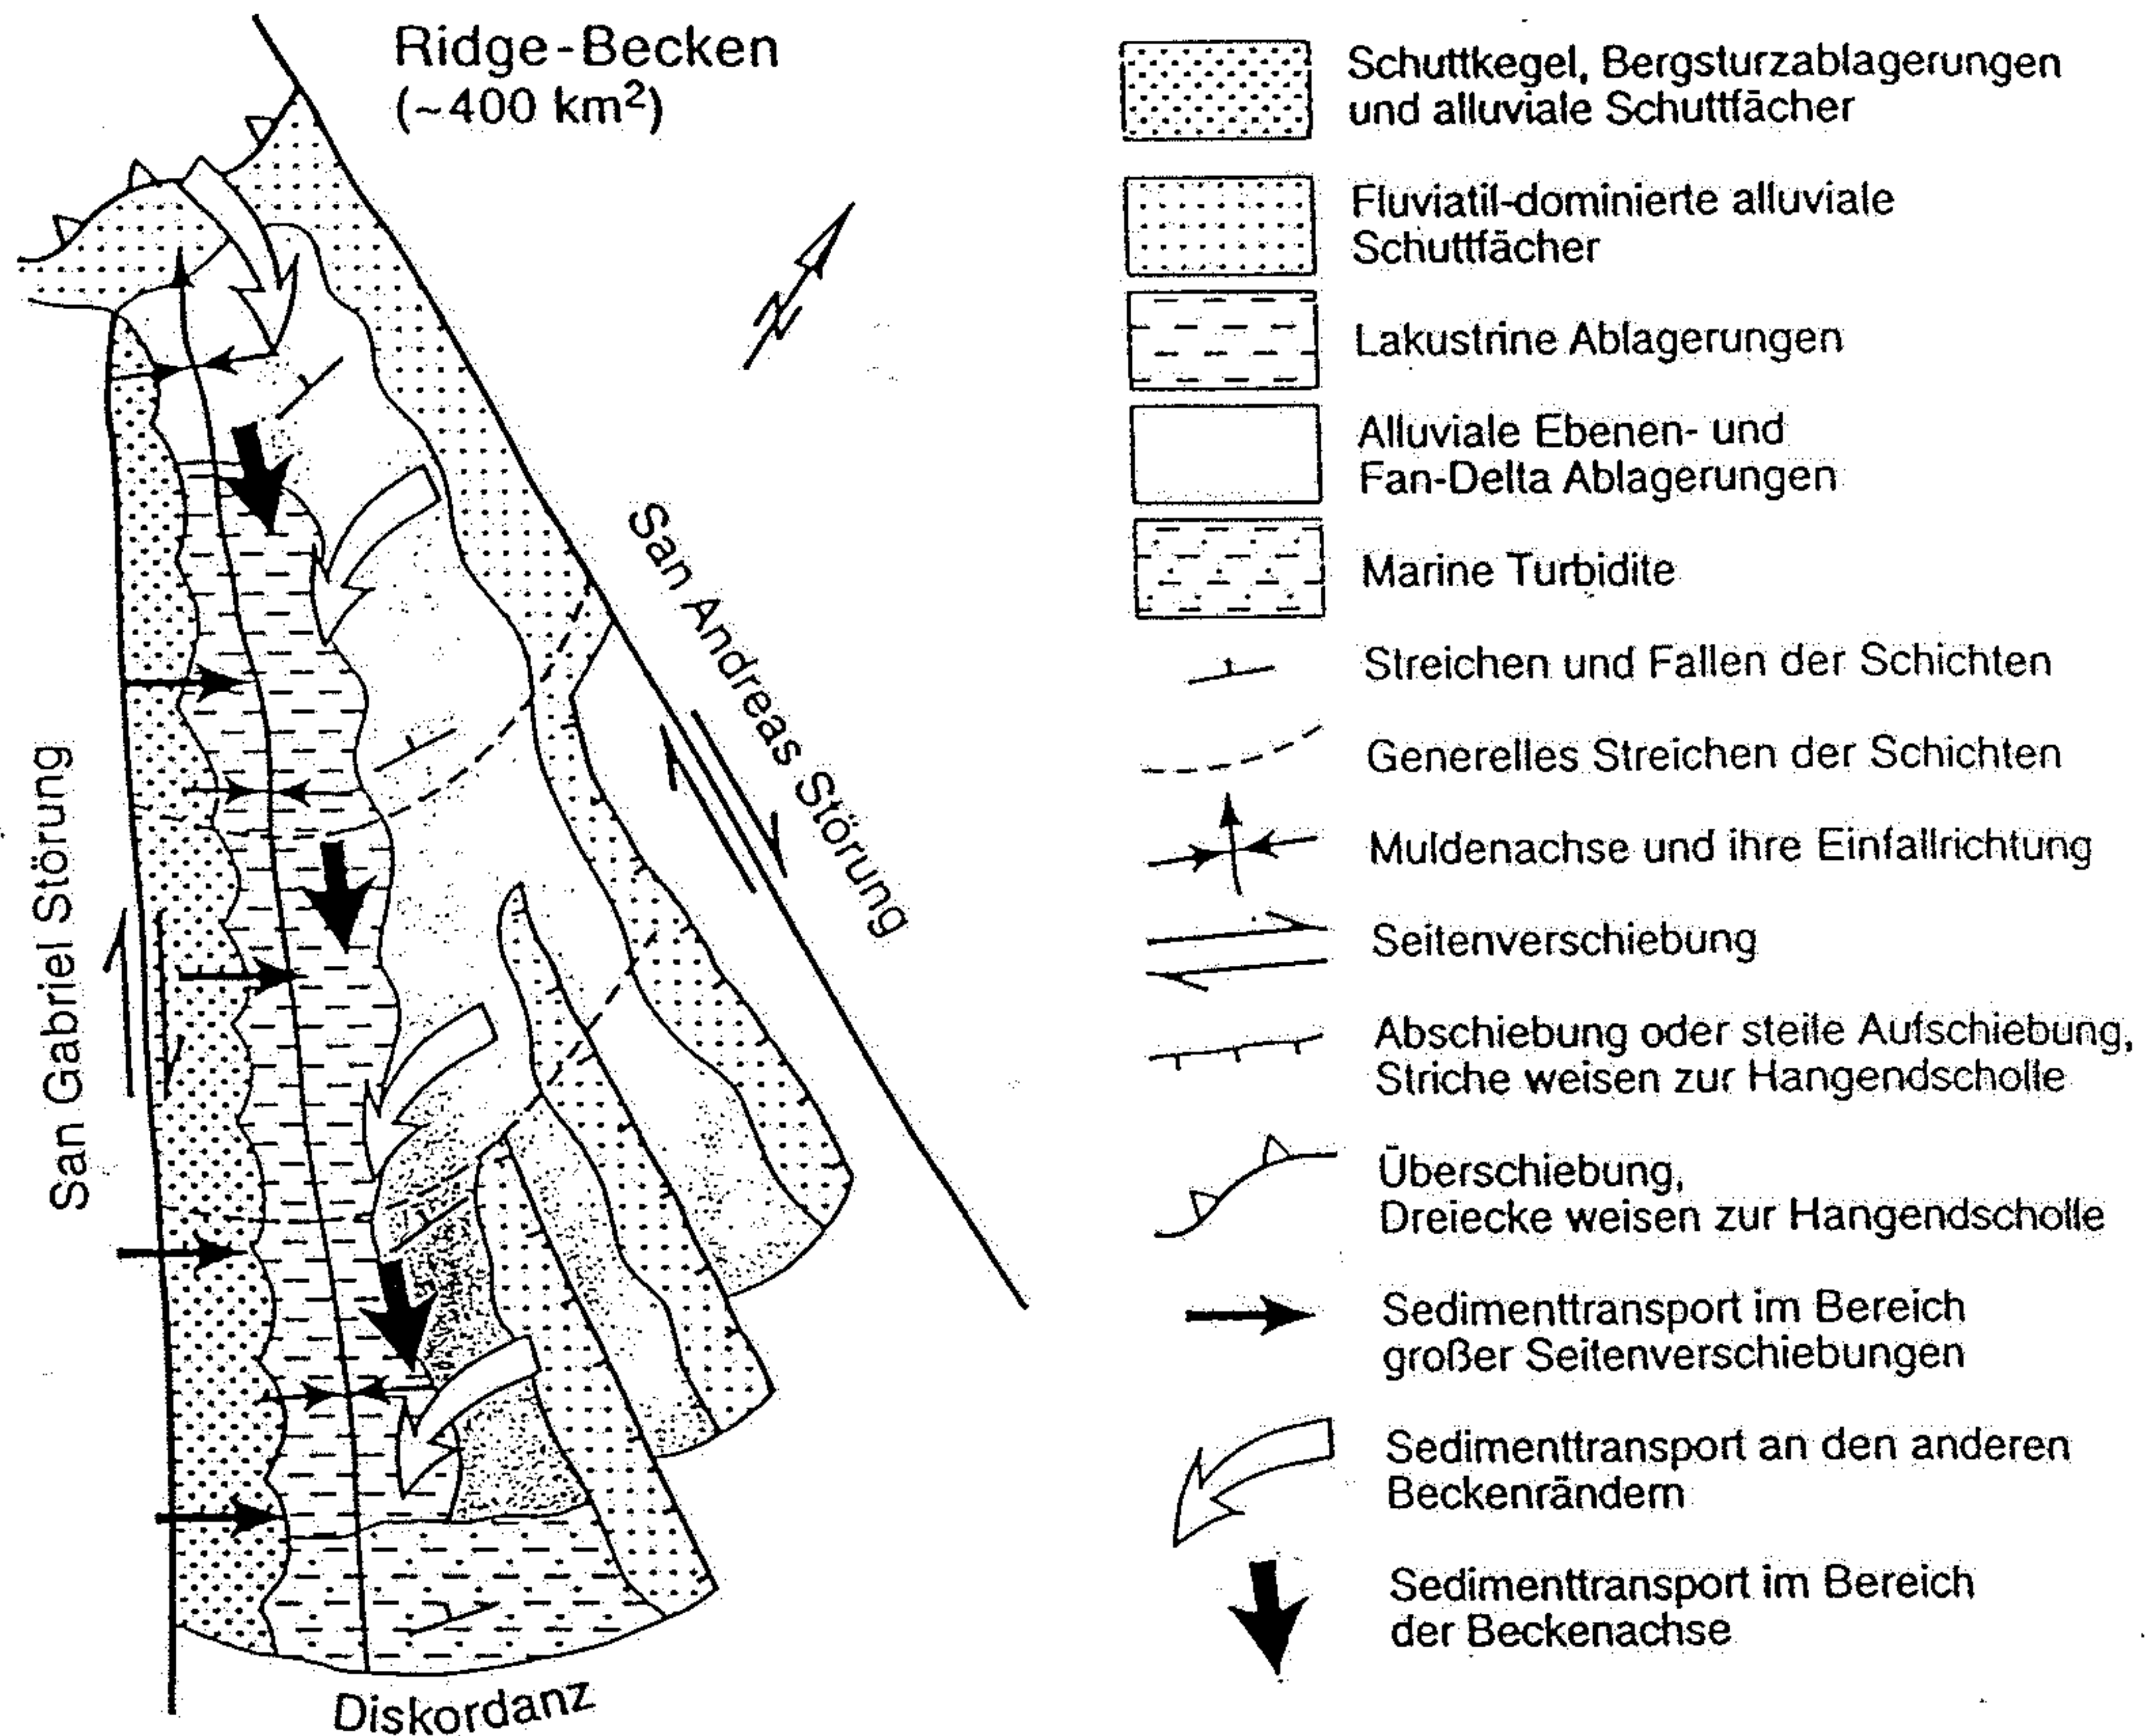 Ridge-Becken
(~400 km²)
N
San Andreas Störung
San Gabriel Störung
Diskordanz
Schuttkegel, Bergsturzablagerungen
und alluviale Schuttfächer
Fluviatil-dominierte alluviale
Schuttfächer
Lakustrine Ablagerungen
Alluviale Ebenen- und
Fan-Delta Ablagerungen
Marine Turbidite
Streichen und Fallen der Schichten
Generelles Streichen der Schichten
Muldenachse und ihre Einfallrichtung
Seitenverschiebung
Abschiebung oder steile Aufschiebung,
Striche weisen zur Hangendscholle
Überschiebung,
Dreiecke weisen zur Hangendscholle
Sedimenttransport im Bereich
großer Seitenverschiebungen
Sedimenttransport an den anderen
Beckenrändern
Sedimenttransport im Bereich
der Beckenachse